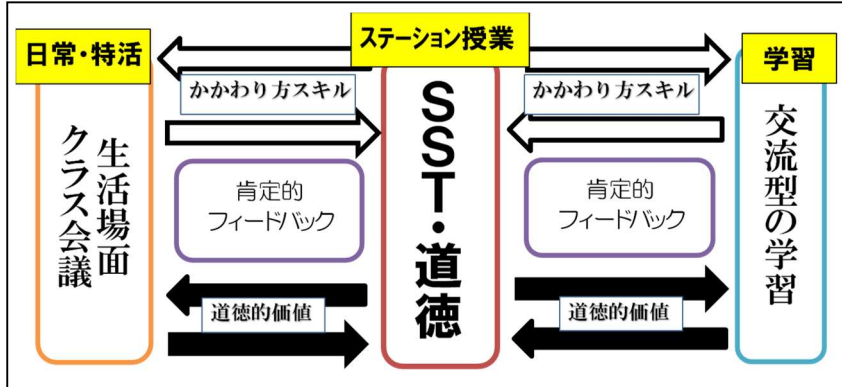 日常・特活
ステーション授業
学習
かかわり方スキル
かかわり方スキル
生活場面
クラス会議
SST・道徳
交流型の学習
肯定的
フィードバック
肯定的
フィードバック
道徳的価値
道徳的価値